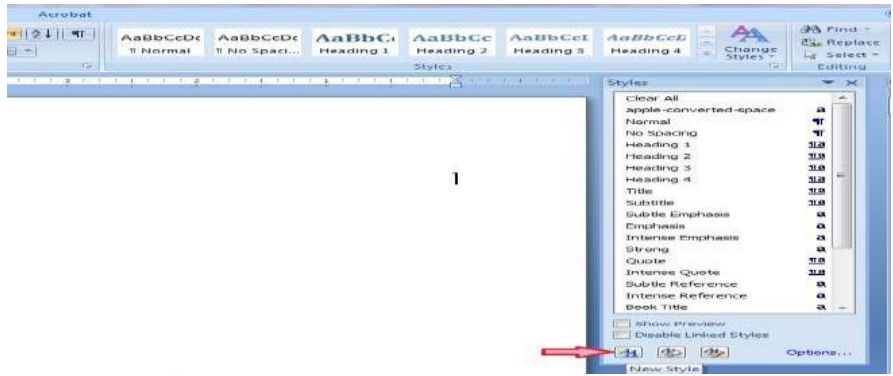 Acrobat
AaBbCcDc AaBbCcDc AaBbC AaBbCc AaBbCcI AaBbCcL
¶ Normal ¶ No Spaci... Heading 1 Heading 2 Heading 3 Heading 4
Change Styles
Find
Replace
Select
Styles
Editing
Styles
Clear All
apple-converted-space a
Normal ¶
No Spacing ¶
Heading 1 ¶a
Heading 2 ¶a
Heading 3 ¶a
Heading 4 ¶a
Title ¶a
Subtitle ¶a
Subtle Emphasis a
Emphasis a
Intense Emphasis a
Strong a
Quote ¶a
Intense Quote ¶a
Subtle Reference a
Intense Reference a
Book Title a
Show Preview
Disable Linked Styles
Options...
New Style